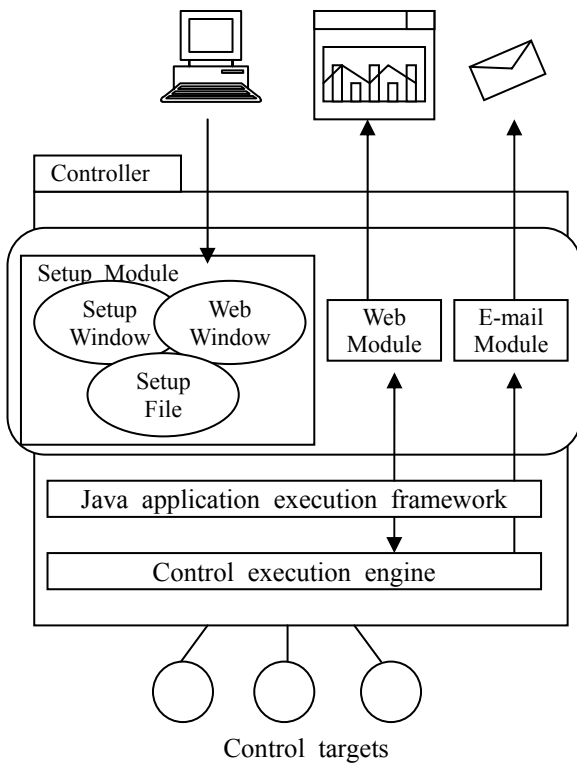 Controller
Setup Module
Setup
Window
Web
Window
Setup
File
Web
Module
E-mail
Module
Java application execution framework
Control execution engine
Control targets